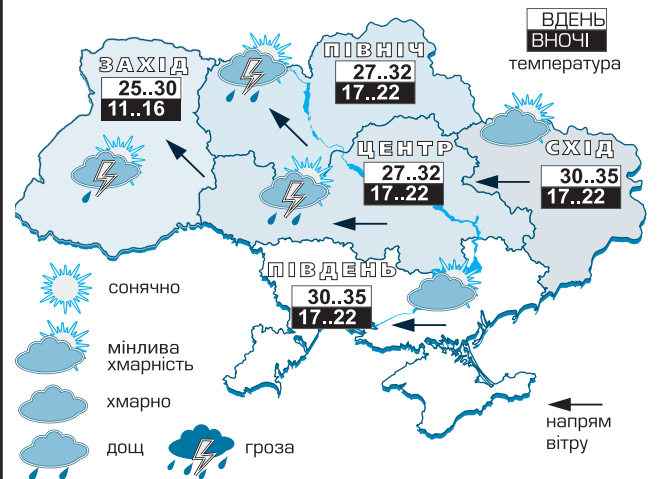 ВДЕНЬ
ВНОЧІ
температура
ПІВНІЧ
27..32
17..22
ЗАХІД
25..30
11..16
ЦЕНТР
27..32
17..22
СХІД
30..35
17..22
ПІВДЕНЬ
30..35
17..22
сонячно
мінлива
хмарність
хмарно
дощ
гроза
напрям
вітру